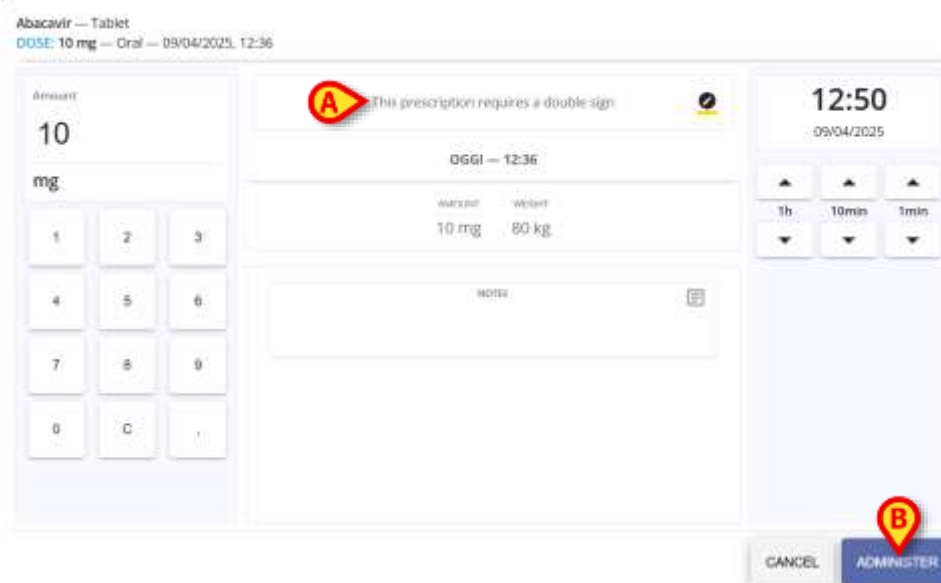 Abacavir — Tablet
DOSE: 10 mg — Oral — 09/04/2025, 12:36
Amount
10
mg
1 2 3
4 5 6
7 8 9
0 C ,
A
This prescription requires a double sign
OGGI — 12:36
AMOUNT WEIGHT
10 mg 80 kg
NOTES
12:50
09/04/2025
1h 10min 1min
B
CANCEL ADMINISTER